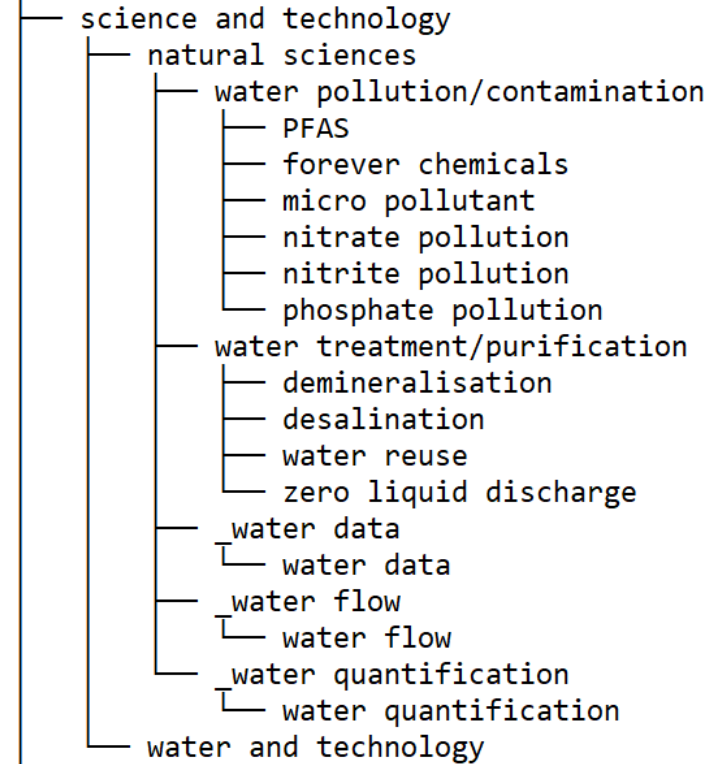 science and technology
natural sciences
water pollution/contamination
PFAS
forever chemicals
micro pollutant
nitrate pollution
nitrite pollution
phosphate pollution
water treatment/purification
demineralisation
desalination
water reuse
zero liquid discharge
_water data
water data
_water flow
water flow
_water quantification
water quantification
water and technology